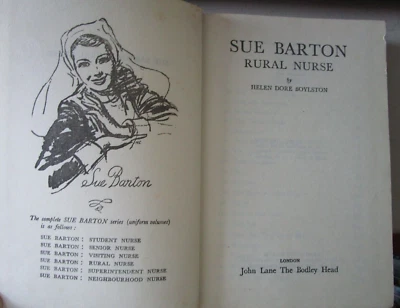 Sue Barton
The complete SUE BARTON series (uniform volumes)
is as follows:
SUE BARTON: STUDENT NURSE
SUE BARTON: SENIOR NURSE
SUE BARTON: VISITING NURSE
SUE BARTON: RURAL NURSE
SUE BARTON: SUPERINTENDENT NURSE
SUE BARTON: NEIGHBOURHOOD NURSE
SUE BARTON
RURAL NURSE
by
HELEN DORE BOYLSTON
LONDON
John Lane The Bodley Head